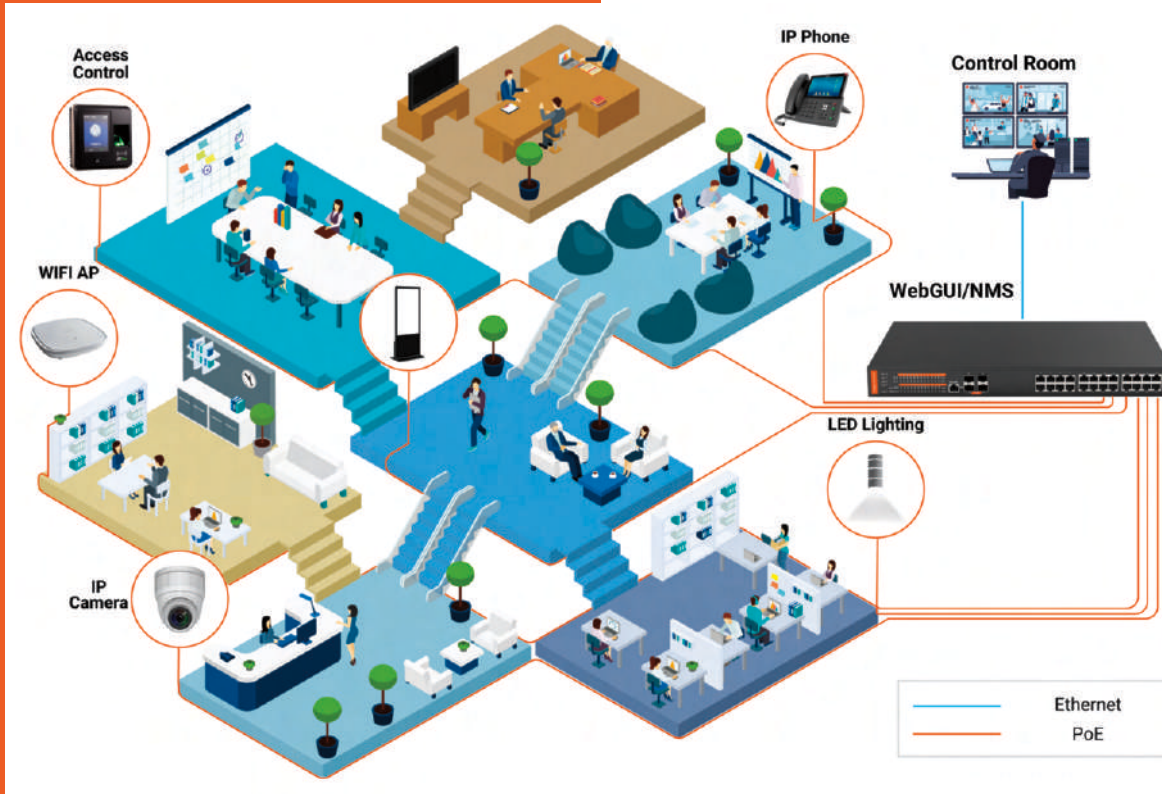 Access
Control
IP Phone
Control Room
WIFI AP
WebGUI/NMS
LED Lighting
IP
Camera
Ethernet
PoE